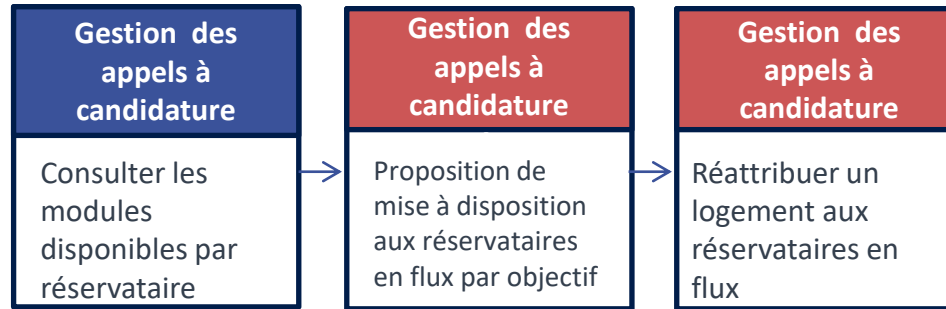 Gestion des
appels à
candidature
Consulter les
modules
disponibles par
réservataire
Gestion des
appels à
candidature
Proposition de
mise à disposition
aux réservataires
en flux par objectif
Gestion des
appels à
candidature
Réattribuer un
logement aux
réservataires en
flux